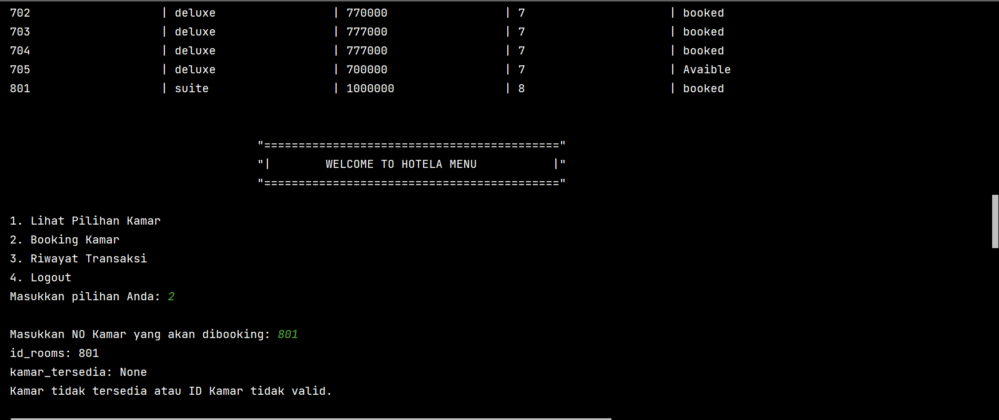 702 | deluxe | 770000 | 7 | booked
703 | deluxe | 777000 | 7 | booked
704 | deluxe | 777000 | 7 | booked
705 | deluxe | 700000 | 7 | Avaible
801 | suite | 1000000 | 8 | booked
"==========================================="
"| WELCOME TO HOTELA MENU |"
"==========================================="
1. Lihat Pilihan Kamar
2. Booking Kamar
3. Riwayat Transaksi
4. Logout
Masukkan pilihan Anda: 2
Masukkan NO Kamar yang akan dibooking: 801
id_rooms: 801
kamar_tersedia: None
Kamar tidak tersedia atau ID Kamar tidak valid.